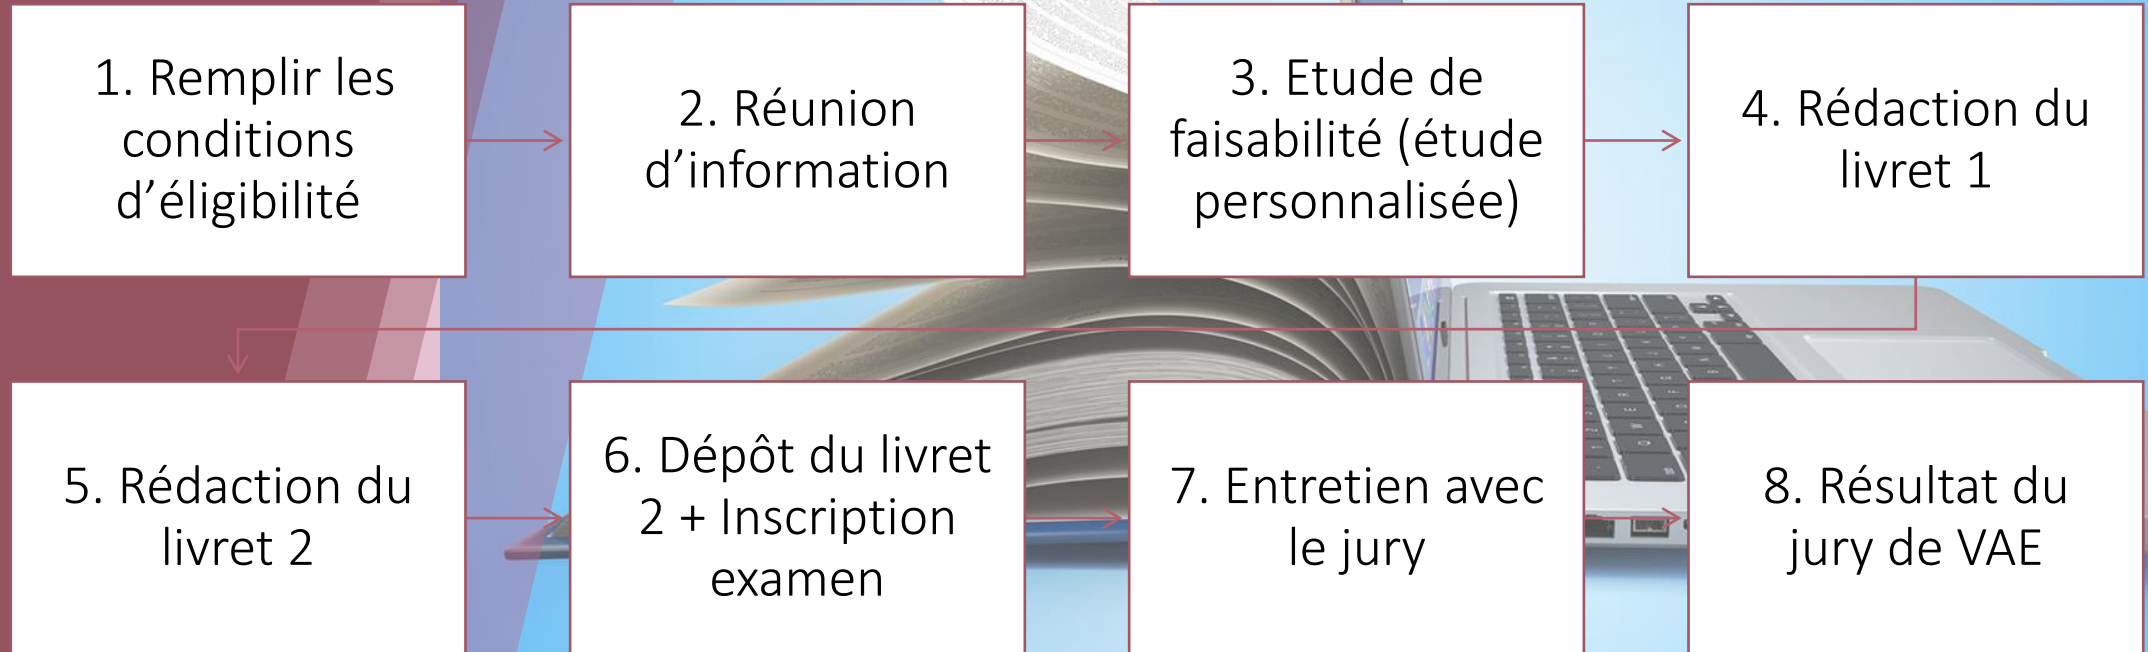 1. Remplir les
conditions
d’éligibilité
2. Réunion
d’information
3. Etude de
faisabilité (étude
personnalisée)
4. Rédaction du
livret 1
5. Rédaction du
livret 2
6. Dépôt du livret
2 + Inscription
examen
7. Entretien avec
le jury
8. Résultat du
jury de VAE